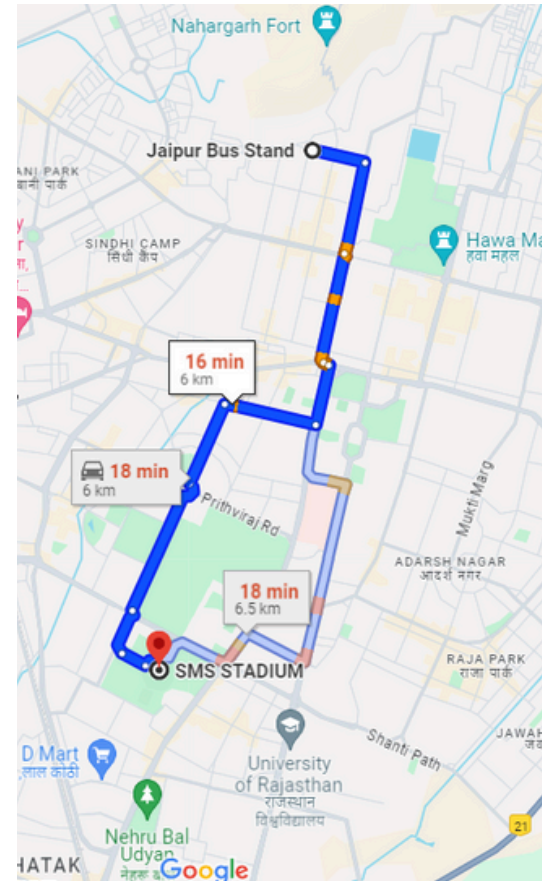 Nahargarh Fort
Jaipur Bus Stand
ANI PARK
बानी पार्क
SINDHI CAMP
सिंधी कैंप
Hawa Ma
हवा महल
16 min
6 km
18 min
6 km
Prithviraj Rd
Mukti Marg
ADARSH NAGAR
आदर्श नगर
18 min
6.5 km
SMS STADIUM
RAJA PARK
राजा पार्क
JAWAH
Shanti Path
D Mart
लाल कोठी
University
of Rajasthan
राजस्थान
विश्वविद्यालय
21
Nehru Bal
Udyan
HATAK
Google